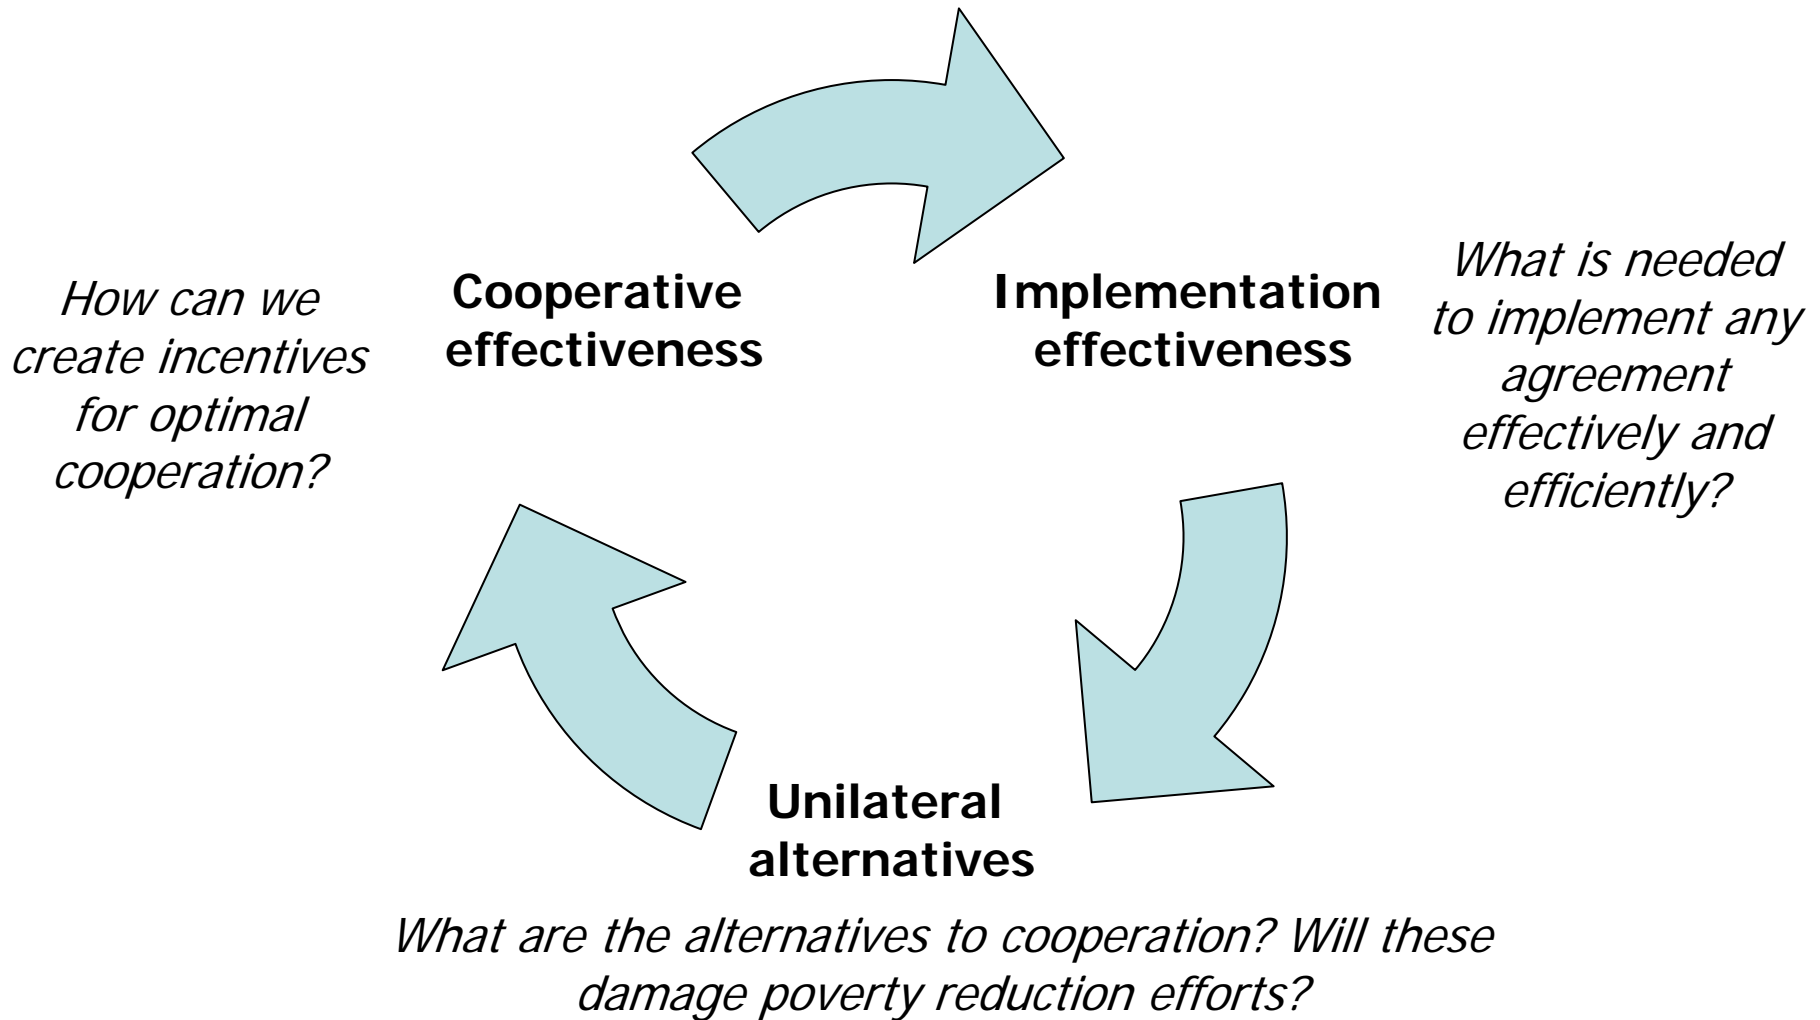 How can we
create incentives
for optimal
cooperation?
Cooperative
effectiveness
Implementation
effectiveness
What is needed
to implement any
agreement
effectively and
efficiently?
Unilateral
alternatives
What are the alternatives to cooperation? Will these
damage poverty reduction efforts?